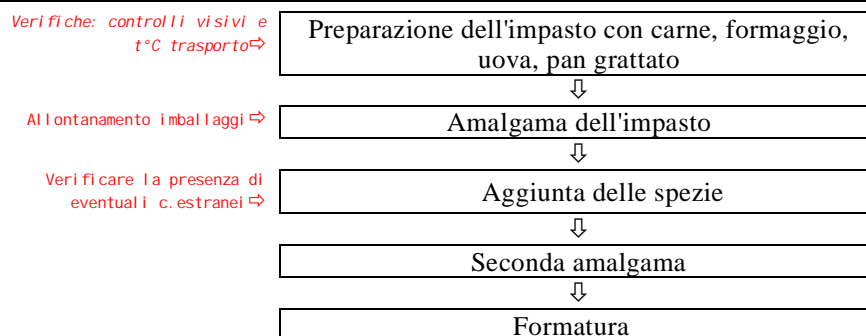 Verifiche: controlli visivi e
t°C trasporto⇨
Preparazione dell'impasto con carne, formaggio,
uova, pan grattato
⇩
Allontanamento imballaggi⇨
Amalgama dell'impasto
⇩
Verificare la presenza di
eventuali c.estranei⇨
Aggiunta delle spezie
⇩
Seconda amalgama
⇩
Formatura